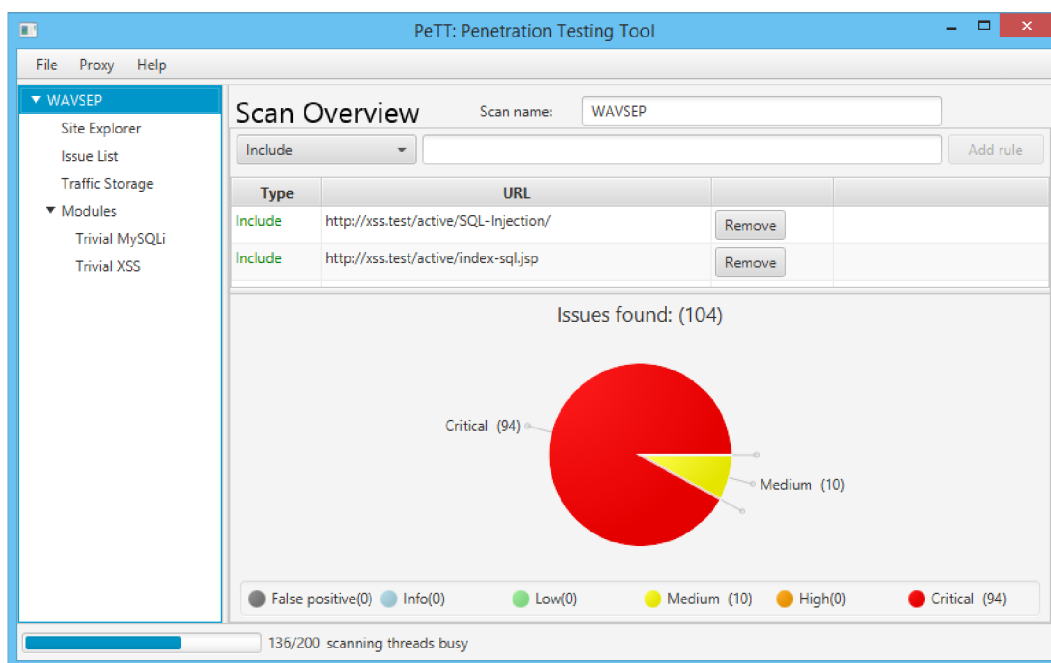 PeTT: Penetration Testing Tool
File Proxy Help
WAVSEP
Site Explorer
Issue List
Traffic Storage
Modules
Trivial MySQLi
Trivial XSS
Scan Overview Scan name: WAVSEP
Include Add rule
Type URL
Include http://xss.test/active/SQL-Injection/ Remove
Include http://xss.test/active/index-sql.jsp Remove
Issues found: (104)
Critical (94)
Medium (10)
False positive(0) Info(0) Low(0) Medium (10) High(0) Critical (94)
136/200 scanning threads busy